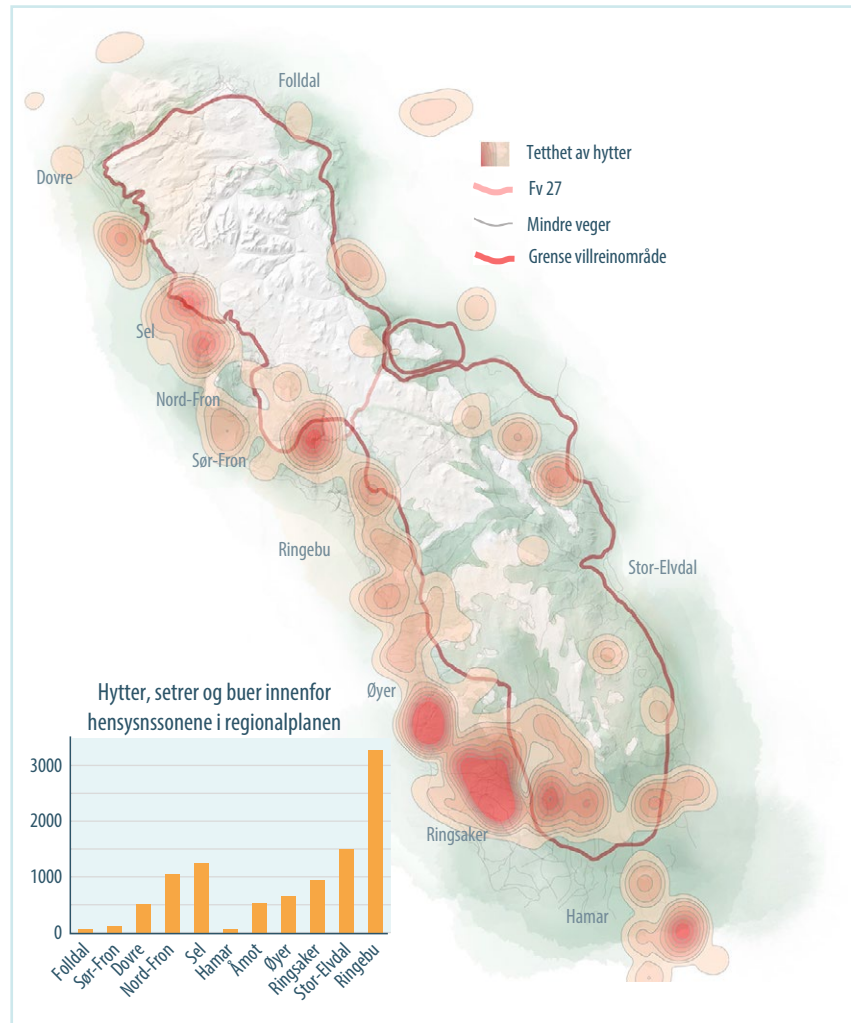 Folldal
Tetthet av hytter
Dovre
Fv 27
Mindre veger
Grense villreinområde
Sel
Nord-Fron
Sør-Fron
Ringebu
Stor-Elvdal
Øyer
Hytter, setrer og buer innenfor
hensysnssonene i regionalplanen
3000
2000
1000
0
Ringsaker
Hamar
Folldal
Sør-Fron
Dovre
Nord-Fron
Sel
Hamar
Åmot
Øyer
Ringsaker
Stor-Elvdal
Ringebu